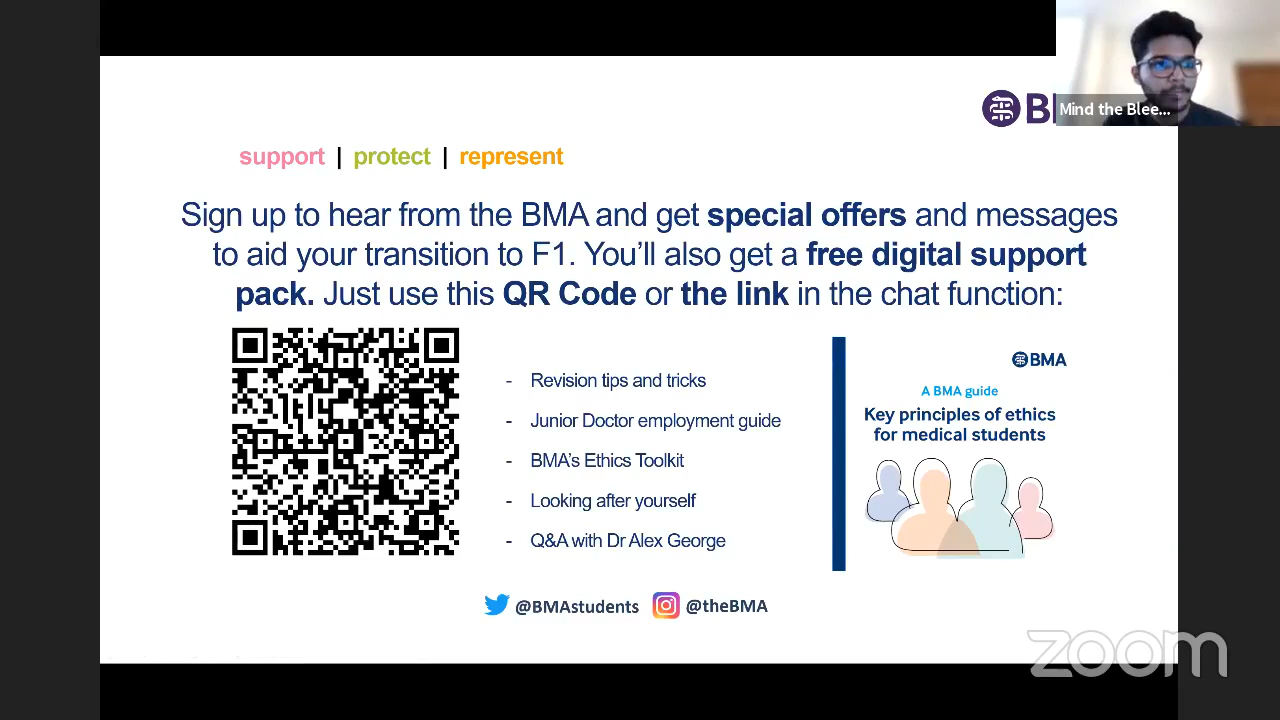 BM
Mind the Blee...
support | protect | represent
Sign up to hear from the BMA and get special offers and messages
to aid your transition to F1. You'll also get a free digital support
pack. Just use this QR Code or the link in the chat function:
- Revision tips and tricks
- Junior Doctor employment guide
- BMA's Ethics Toolkit
- Looking after yourself
- Q&A with Dr Alex George
BMA
A BMA guide
Key principles of ethics
for medical students
@BMAstudents @theBMA
zoom